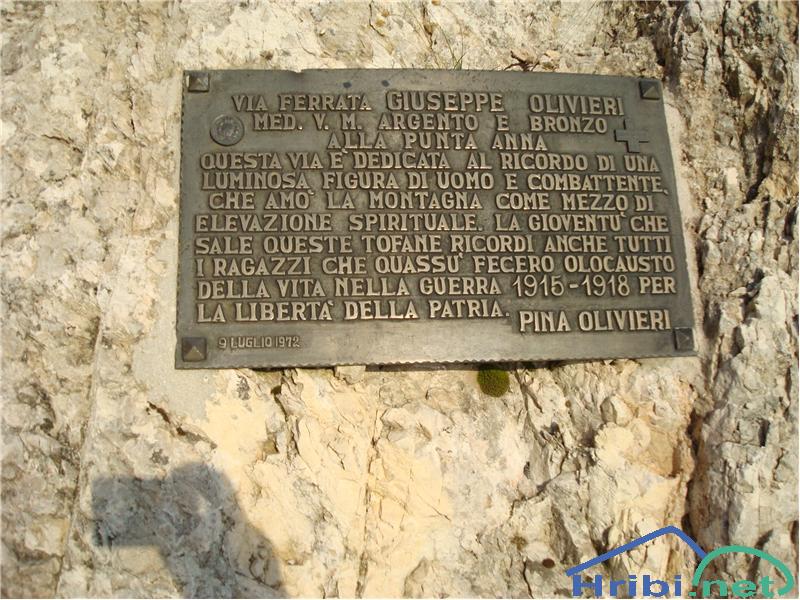 VIA FERRATA GIUSEPPE OLIVIERI
MED. V. M. ARGENTO E BRONZO
ALLA PUNTA ANNA
QUESTA VIA È DEDICATA AL RICORDO DI UNA
LUMINOSA FIGURA DI UOMO E COMBATTENTE,
CHE AMO' LA MONTAGNA COME MEZZO DI
ELEVAZIONE SPIRITUALE. LA GIOVENTU' CHE
SALE QUESTE TOFANE RICORDI ANCHE TUTTI
I RAGAZZI CHE QUASSU' FECERO OLOCAUSTO
DELLA VITA NELLA GUERRA 1915-1918 PER
LA LIBERTA' DELLA PATRIA.
PINA OLIVIERI
9 LUGLIO 1972
Hribi.net